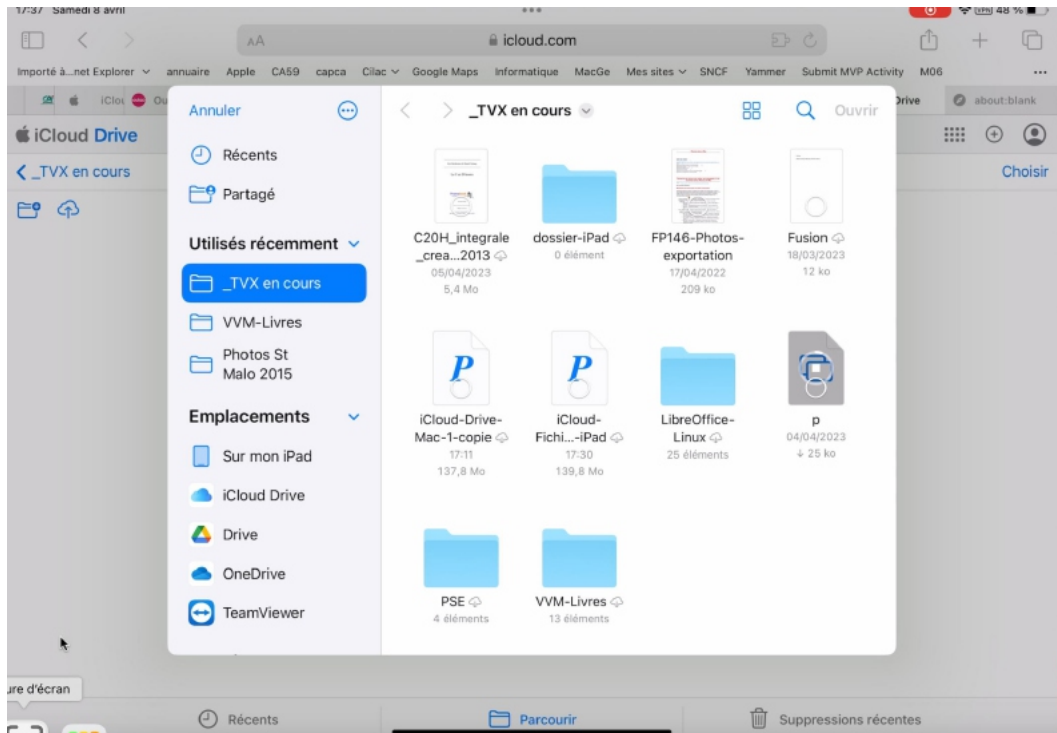 17:37 Samedi 8 avril
VPN 48 %
AA
icloud.com
Importé à...net Explorer
annuaire
Apple
CA59
capca
Cilac
Google Maps
Informatique
MacGe
Mes sites
SNCF
Yammer
Submit MVP Activity
M06
Drive
about:blank
iCloud Drive
_TVX en cours
Choisir
Annuler
Récents
Partagé
Utilisés récemment
_TVX en cours
VVM-Livres
Photos St
Malo 2015
Emplacements
Sur mon iPad
iCloud Drive
Drive
OneDrive
TeamViewer
_TVX en cours
Ouvrir
C20H_integrale
_crea...2013
05/04/2023
5,4 Mo
dossier-iPad
0 élément
FP146-Photos-
exportation
17/04/2022
209 ko
Fusion
18/03/2023
12 ko
iCloud-Drive-
Mac-1-copie
17:11
137,8 Mo
iCloud-
Fichi...-iPad
17:30
139,8 Mo
LibreOffice-
Linux
25 éléments
p
04/04/2023
↓ 25 ko
PSE
4 éléments
VVM-Livres
13 éléments
ure d'écran
Récents
Parcourir
Suppressions récentes